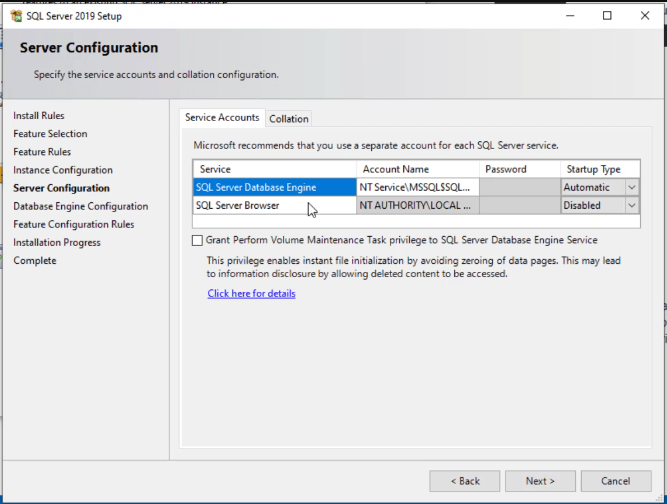 SQL Server 2019 Setup
Server Configuration
Specify the service accounts and collation configuration.
Install Rules
Feature Selection
Feature Rules
Instance Configuration
Server Configuration
Database Engine Configuration
Feature Configuration Rules
Installation Progress
Complete
Service Accounts Collation
Microsoft recommends that you use a separate account for each SQL Server service.
Service Account Name Password Startup Type
SQL Server Database Engine NT Service\MSSQL$SQL... Automatic
SQL Server Browser NT AUTHORITY\LOCAL ... Disabled
Grant Perform Volume Maintenance Task privilege to SQL Server Database Engine Service
This privilege enables instant file initialization by avoiding zeroing of data pages. This may lead
to information disclosure by allowing deleted content to be accessed.
Click here for details
< Back Next > Cancel